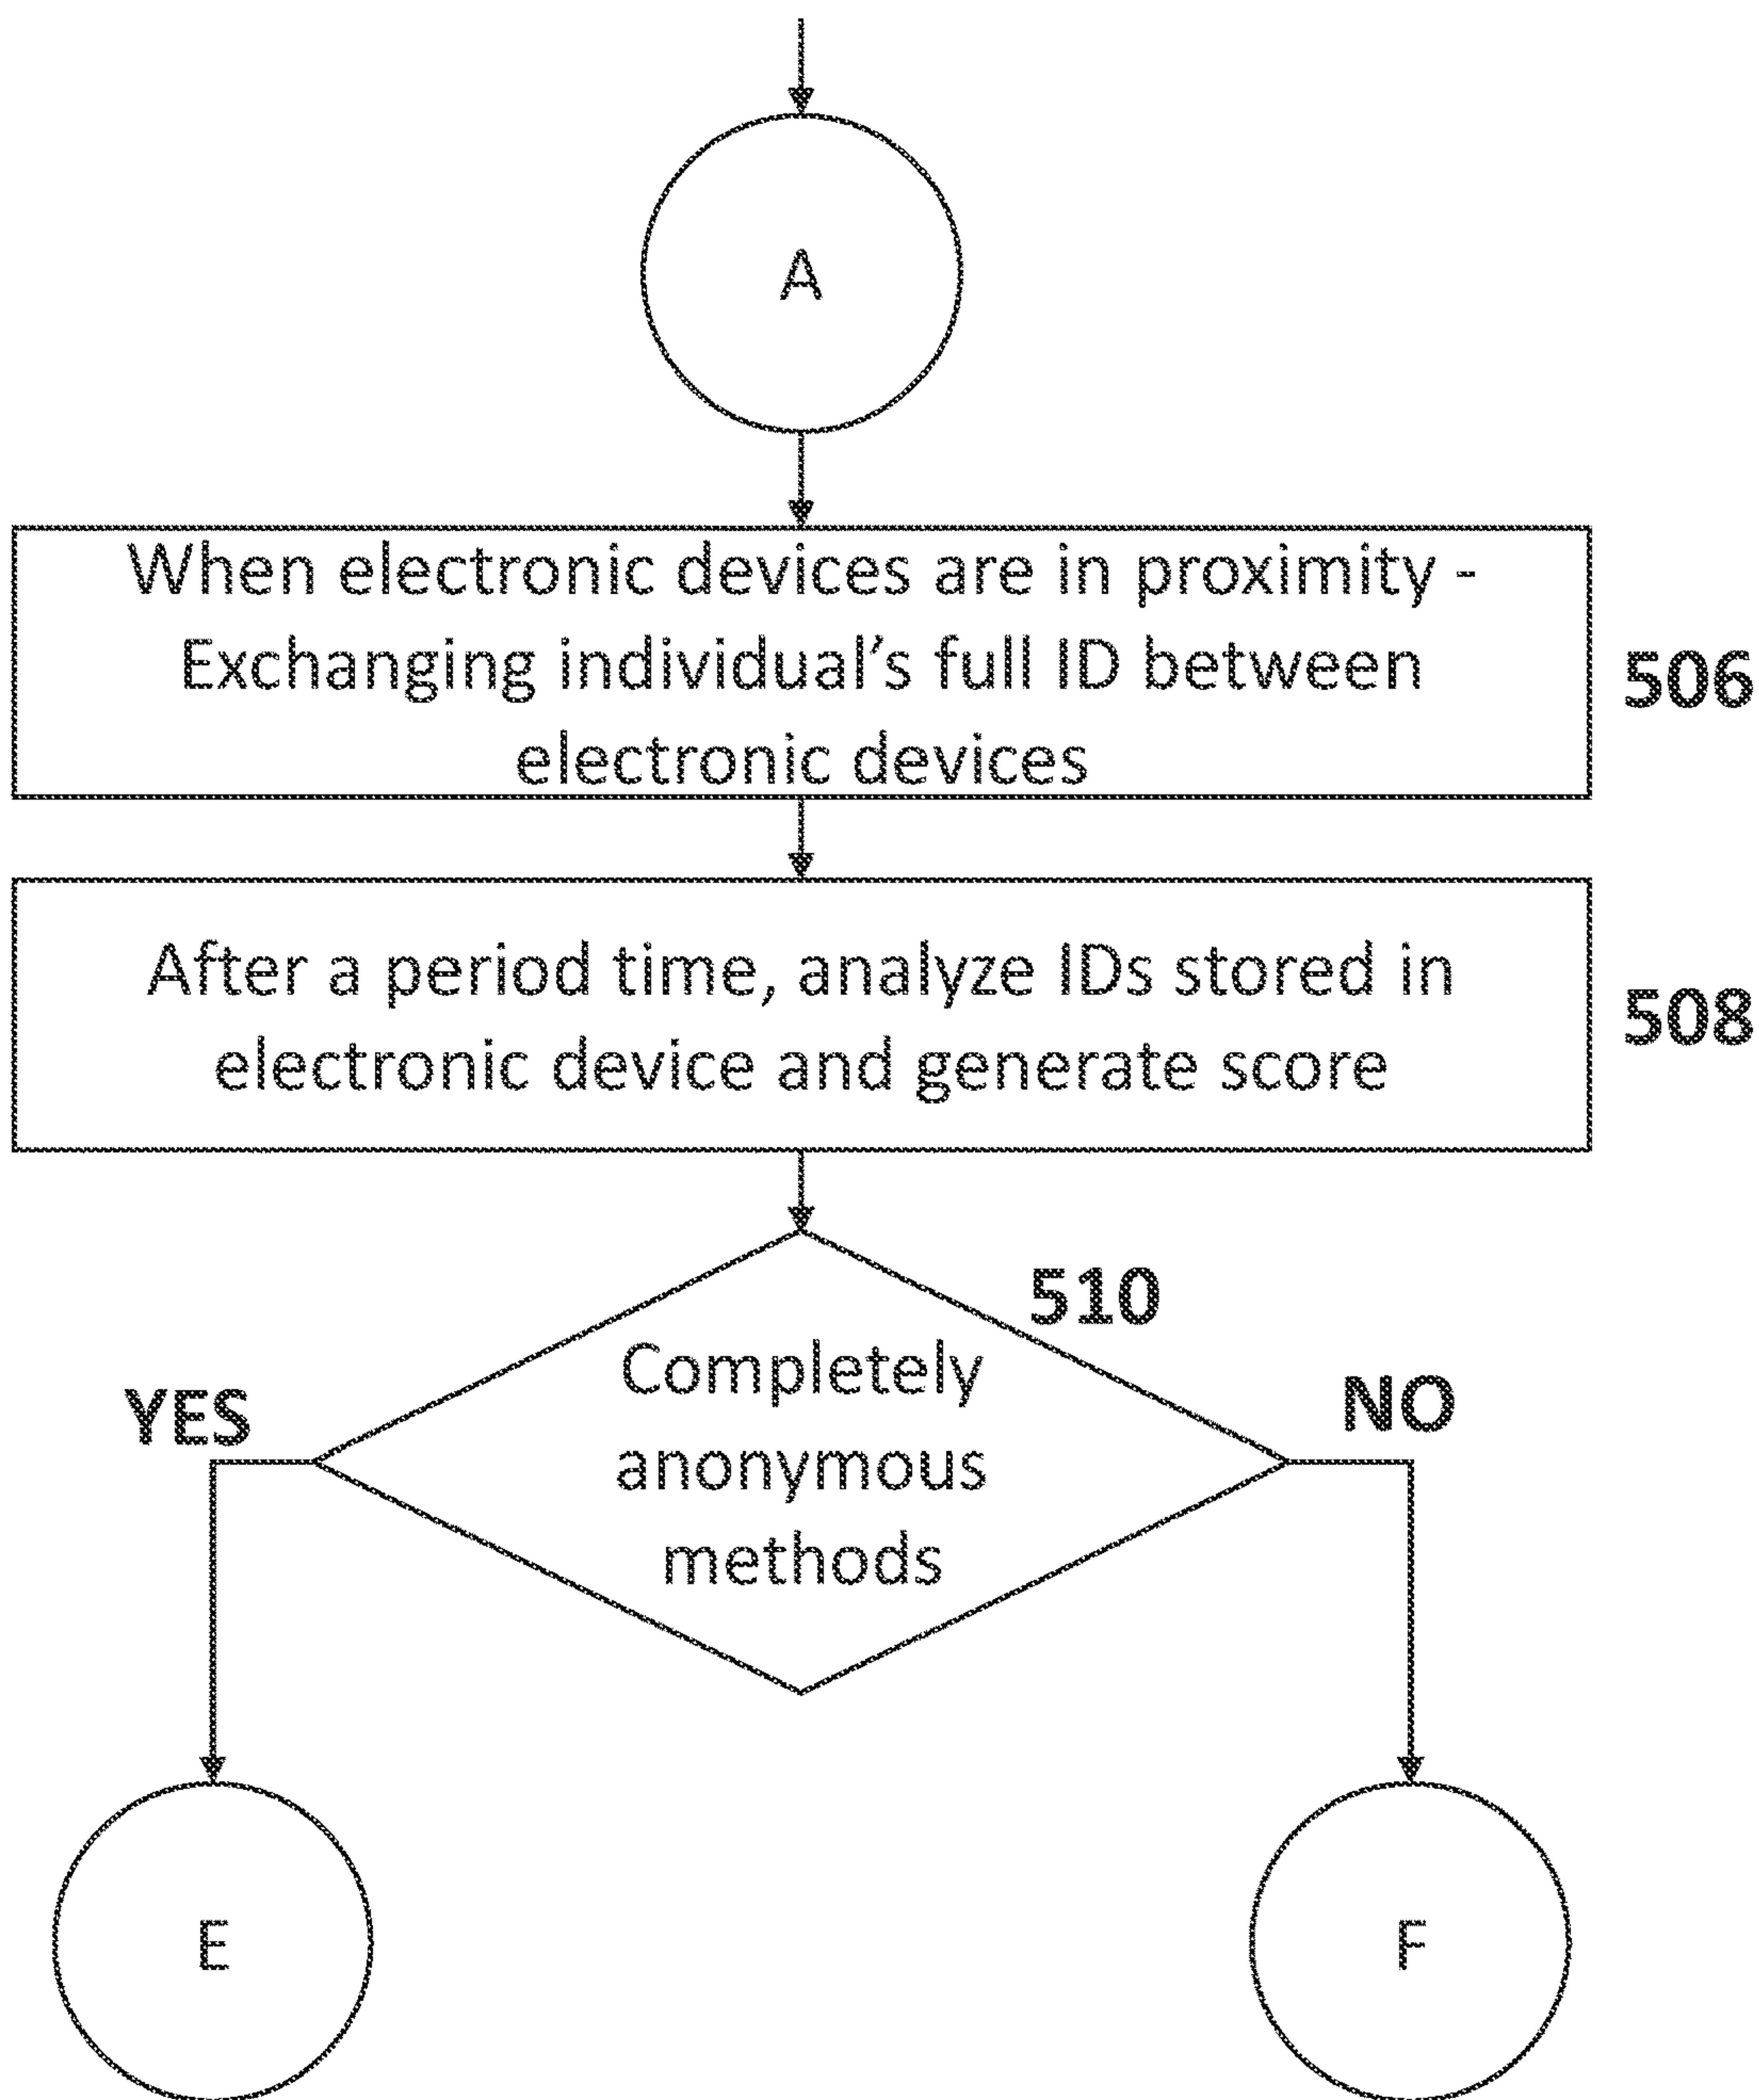 A
When electronic devices are in proximity -
Exchanging individual's full ID between
electronic devices
506
After a period time, analyze IDs stored in
electronic device and generate score
508
510
Completely
anonymous
methods
YES
NO
E
F